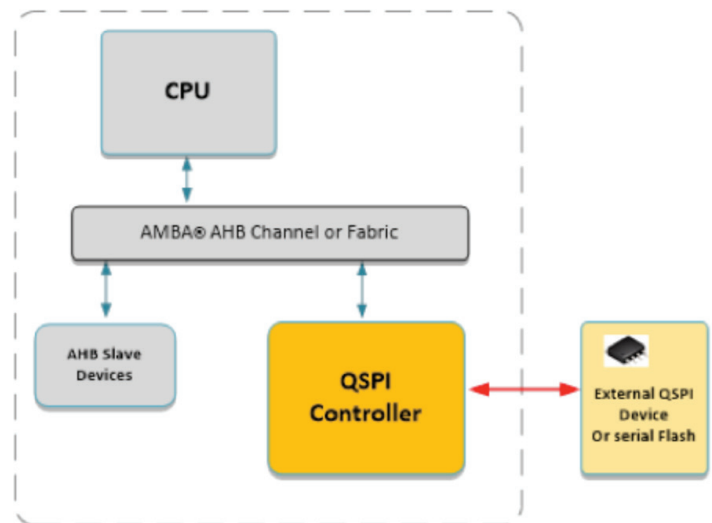 CPU
AMBA® AHB Channel or Fabric
AHB Slave
Devices
QSPI
Controller
External QSPI
Device
Or serial Flash